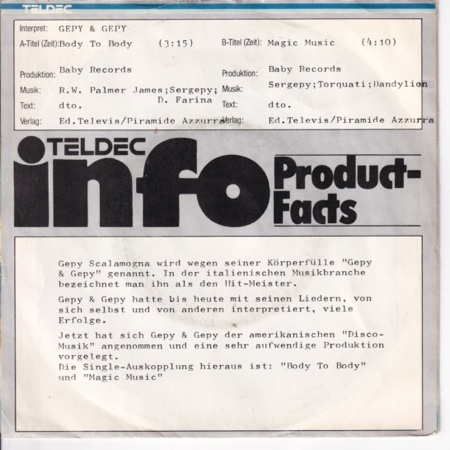 TELDEC
Interpret: GEPY & GEPY
A-Titel (Zeit): Body To Body (3:15) B-Titel (Zeit): Magic Music (4:10)
Produktion: Baby Records Produktion: Baby Records
Musik: R.W. Palmer James;Sergepy; Musik: Sergepy;Torquati;Dandylion
D. Farina
Text: dto. Text: dto.
Verlag: Ed.Televis/Piramide Azzurra Verlag: Ed.Televis/Piramide Azzurra
TELDEC
info Product-
Facts
Gepy Scalamogna wird wegen seiner Körperfülle "Gepy
& Gepy" genannt. In der italienischen Musikbranche
bezeichnet man ihn als den Hit-Meister.
Gepy & Gepy hatte bis heute mit seinen Liedern, von
sich selbst und von anderen interpretiert, viele
Erfolge.
Jetzt hat sich Gepy & Gepy der amerikanischen "Disco-
Musik" angenommen und eine sehr aufwendige Produktion
vorgelegt.
Die Single-Auskopplung hieraus ist: "Body To Body"
und "Magic Music"